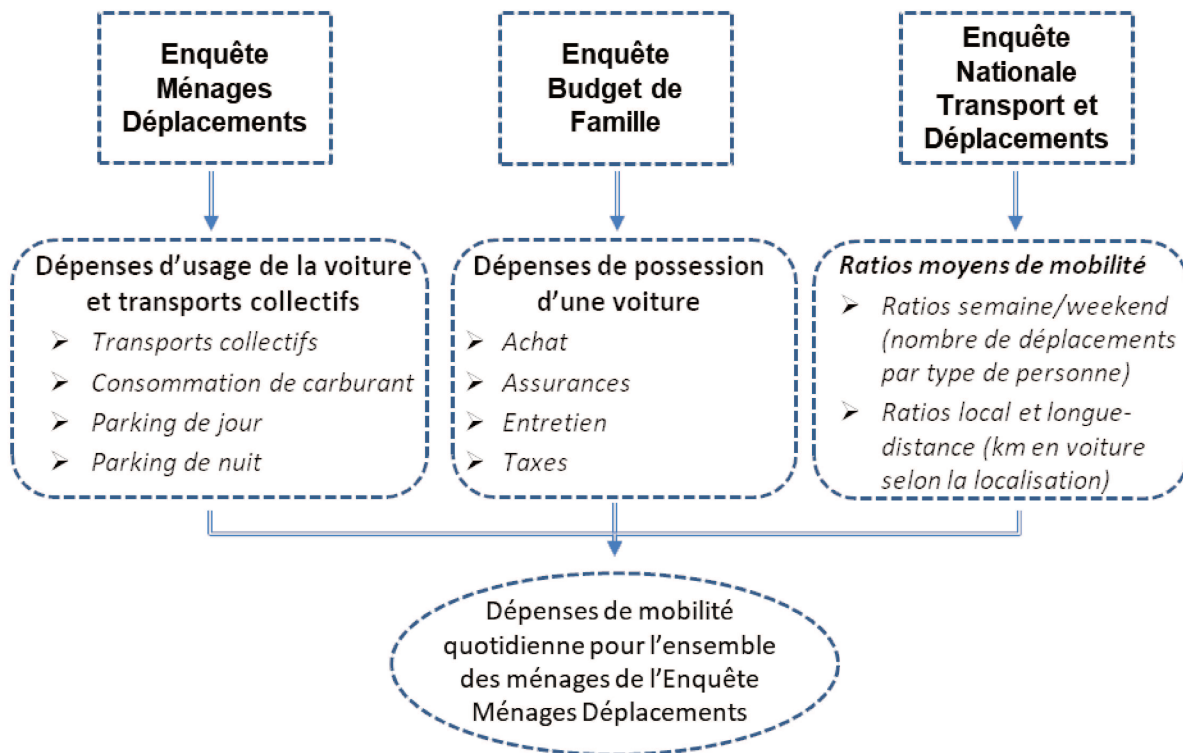 Enquête
Ménages
Déplacements
Enquête
Budget de
Famille
Enquête
Nationale
Transport et
Déplacements
Dépenses d'usage de la voiture
et transports collectifs
➢ Transports collectifs
➢ Consommation de carburant
➢ Parking de jour
➢ Parking de nuit
Dépenses de possession
d'une voiture
➢ Achat
➢ Assurances
➢ Entretien
➢ Taxes
Ratios moyens de mobilité
➢ Ratios semaine/weekend
(nombre de déplacements
par type de personne)
➢ Ratios local et longue-
distance (km en voiture
selon la localisation)
Dépenses de mobilité
quotidienne pour l'ensemble
des ménages de l'Enquête
Ménages Déplacements